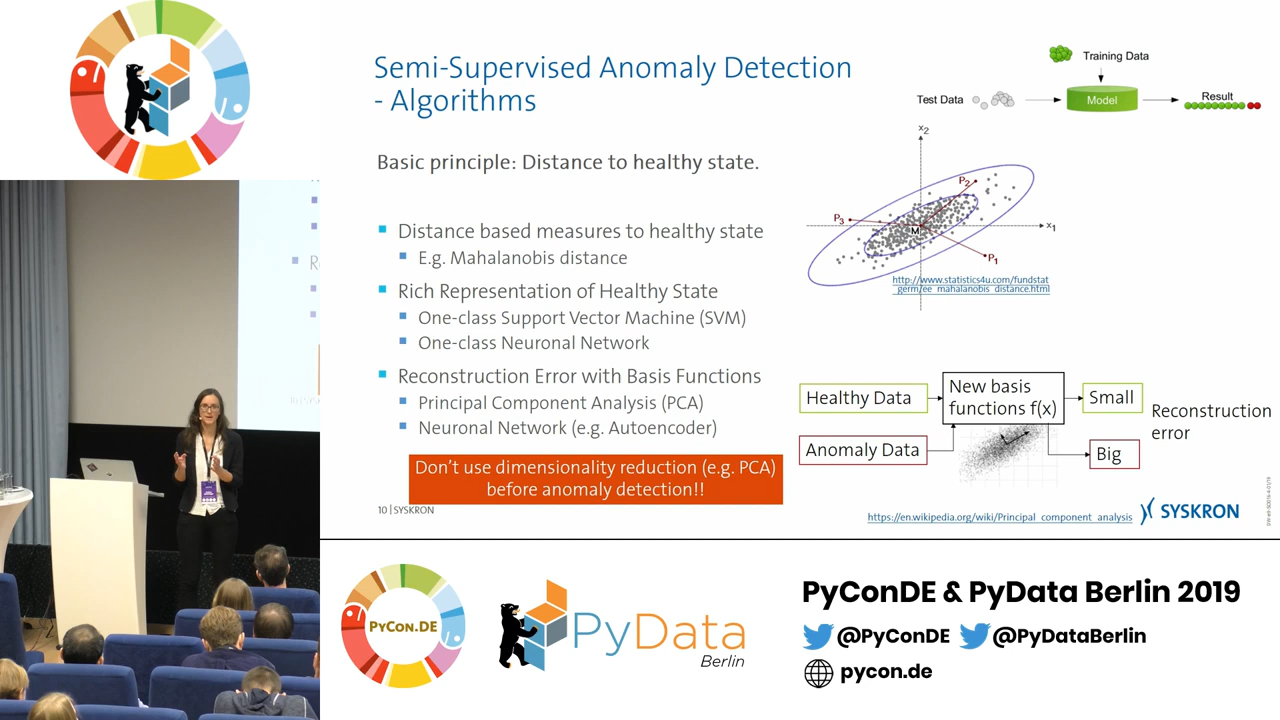 Semi-Supervised Anomaly Detection
- Algorithms
Basic principle: Distance to healthy state.
Distance based measures to healthy state
E.g. Mahalanobis distance
Rich Representation of Healthy State
One-class Support Vector Machine (SVM)
One-class Neuronal Network
Reconstruction Error with Basis Functions
Principal Component Analysis (PCA)
Neuronal Network (e.g. Autoencoder)
Don't use dimensionality reduction (e.g. PCA)
before anomaly detection!!
10 | SYSKRON
Training Data
Test Data
Model
Result
x2
P2
P3
M
x1
P1
http://www.statistics4u.com/fundstat
_germ/ee_mahalanobis_distance.html
Healthy Data
New basis
functions f(x)
Small
Anomaly Data
Big
Reconstruction
error
https://en.wikipedia.org/wiki/Principal_component_analysis
SYSKRON
PyCon.DE
PyData
Berlin
PyConDE & PyData Berlin 2019
@PyConDE
@PyDataBerlin
pycon.de